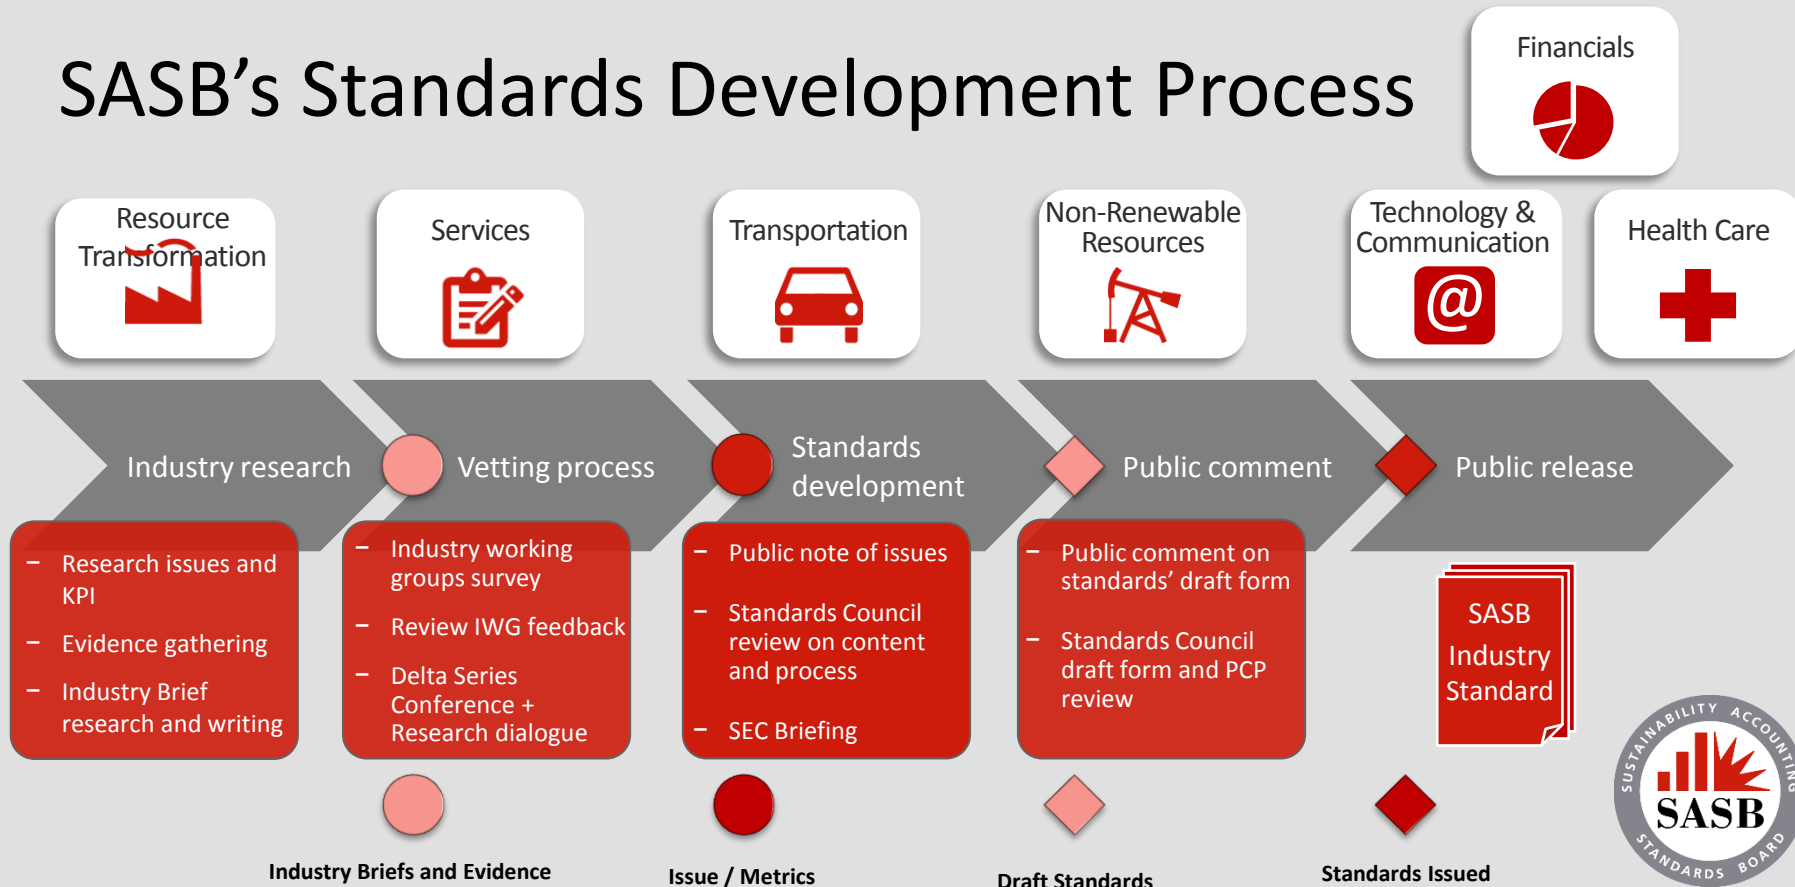 SASB’s Standards Development Process
Financials
Resource
Transformation
Services
Transportation
Non-Renewable
Resources
Technology &
Communication
@
Health Care
Industry research
Vetting process
Standards
development
Public comment
Public release
– Research issues and
KPI
– Evidence gathering
– Industry Brief
research and writing
– Industry working
groups survey
– Review IWG feedback
– Delta Series
Conference +
Research dialogue
– Public note of issues
– Standards Council
review on content
and process
– SEC Briefing
– Public comment on
standards’ draft form
– Standards Council
draft form and PCP
review
SASB
Industry
Standard
Industry Briefs and Evidence
Issue / Metrics
Draft Standards
Standards Issued
SUSTAINABILITY ACCOUNTING
SASB
STANDARDS BOARD